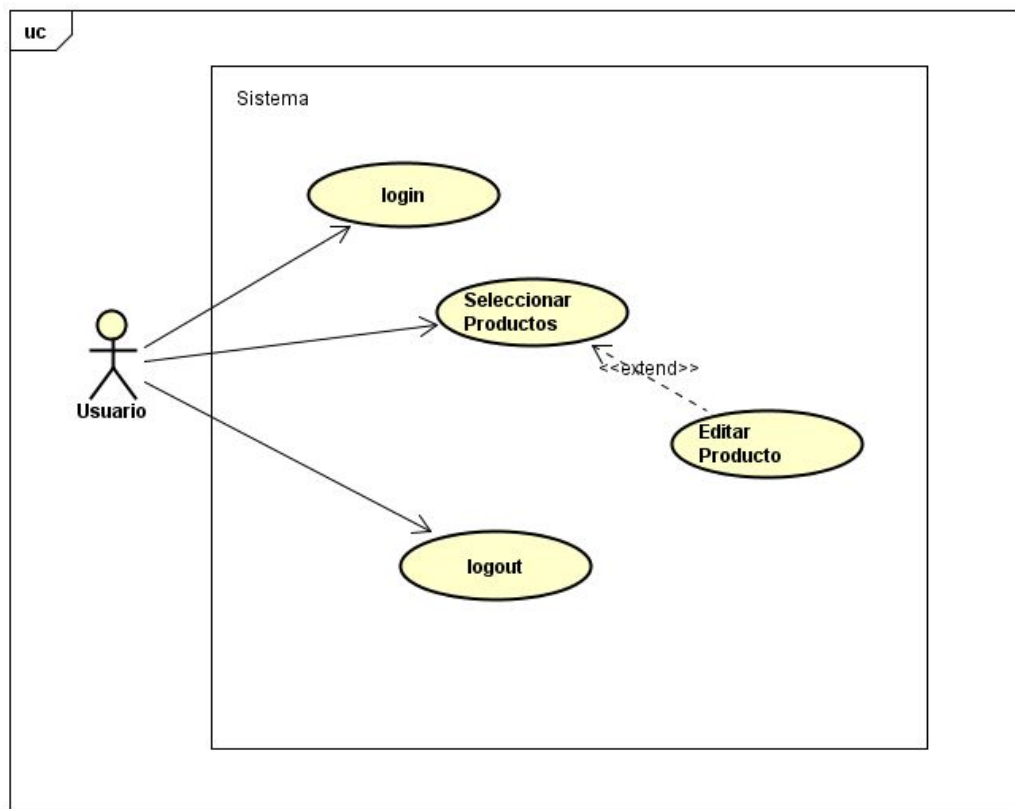 uc
Sistema
login
Seleccionar
Productos
<<extend>>
Usuario
Editar
Producto
logout